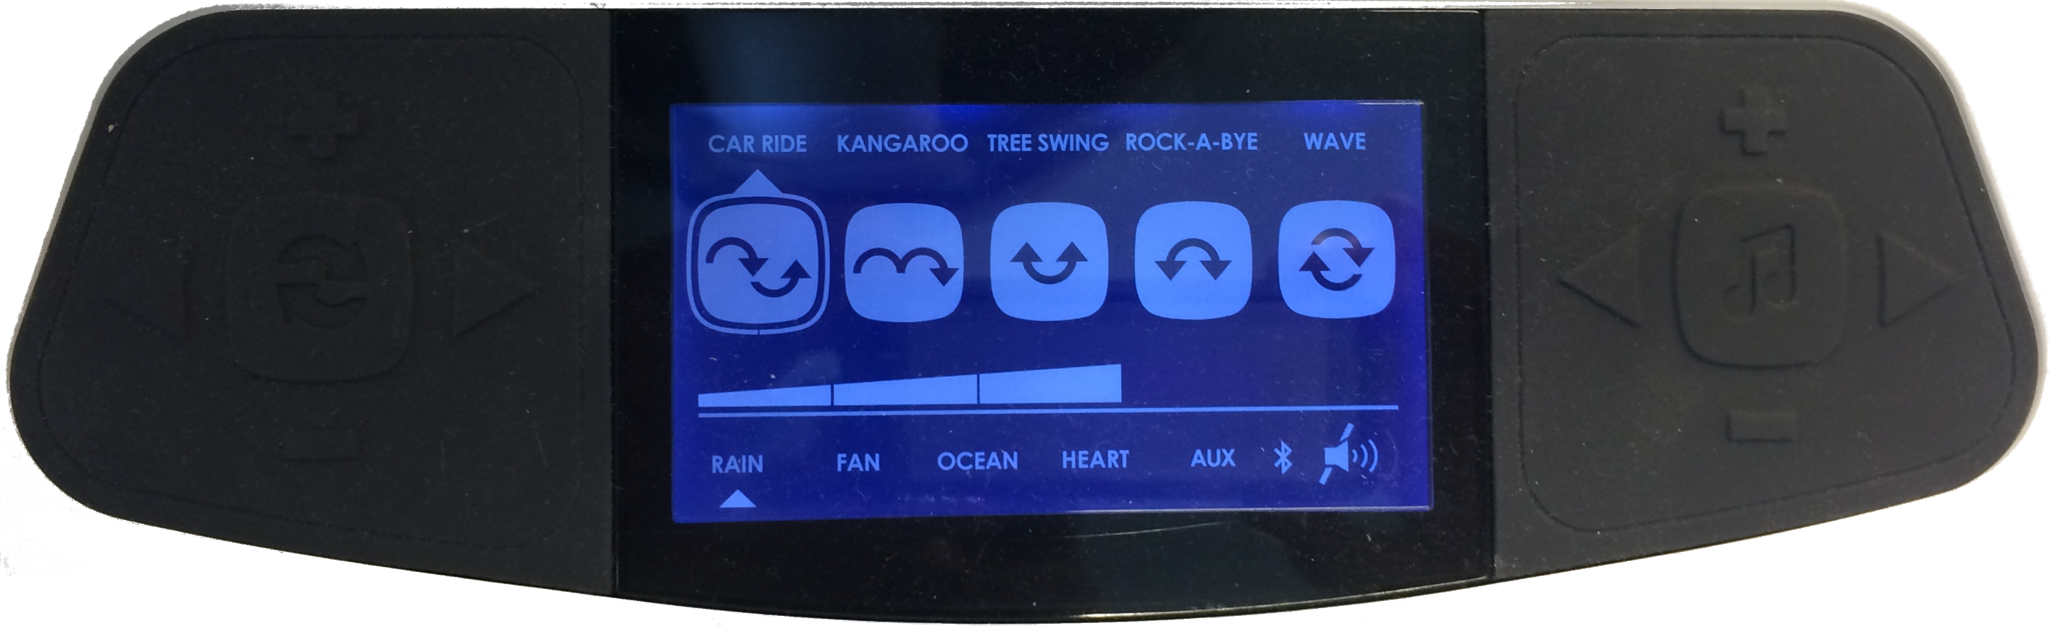 CAR RIDE KANGAROO TREE SWING ROCK-A-BYE WAVE
RAIN FAN OCEAN HEART AUX